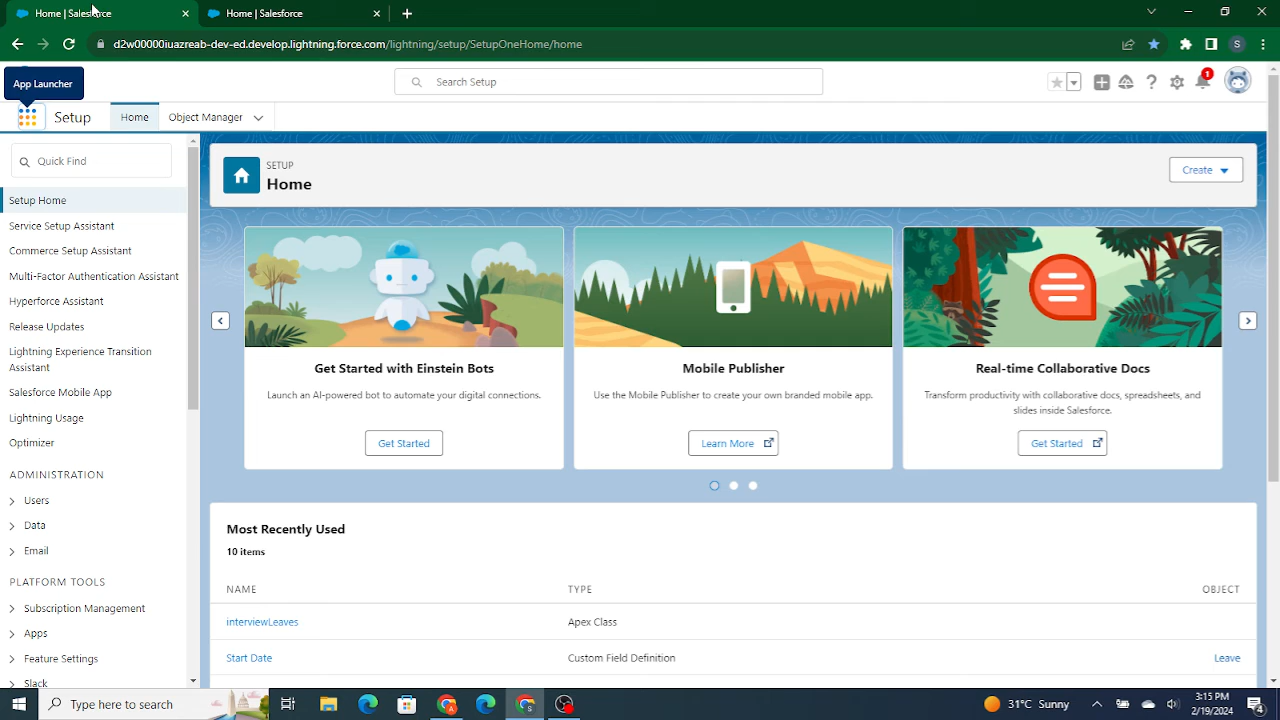 Home | Salesforce
Home | Salesforce
d2w00000iuazreab-dev-ed.develop.lightning.force.com/lightning/setup/SetupOneHome/home
S
App Launcher
Search Setup
1
Setup
Home
Object Manager
Quick Find
Setup Home
Service Setup Assistant
Commerce Setup Assistant
Multi-Factor Authentication Assistant
Hyperforce Assistant
Release Updates
Lightning Experience Transition
Assistant
Salesforce Mobile App
Lightning Usage
Optimizer
ADMINISTRATION
Users
Data
Email
PLATFORM TOOLS
Subscription Management
Apps
Feature Settings
Slack
SETUP
Home
Create
Get Started with Einstein Bots
Launch an AI-powered bot to automate your digital connections.
Get Started
Mobile Publisher
Use the Mobile Publisher to create your own branded mobile app.
Learn More
Real-time Collaborative Docs
Transform productivity with collaborative docs, spreadsheets, and
slides inside Salesforce.
Get Started
Most Recently Used
10 items
NAME TYPE OBJECT
interviewLeaves Apex Class
Start Date Custom Field Definition Leave
Type here to search
31°C Sunny
3:15 PM
2/19/2024
4